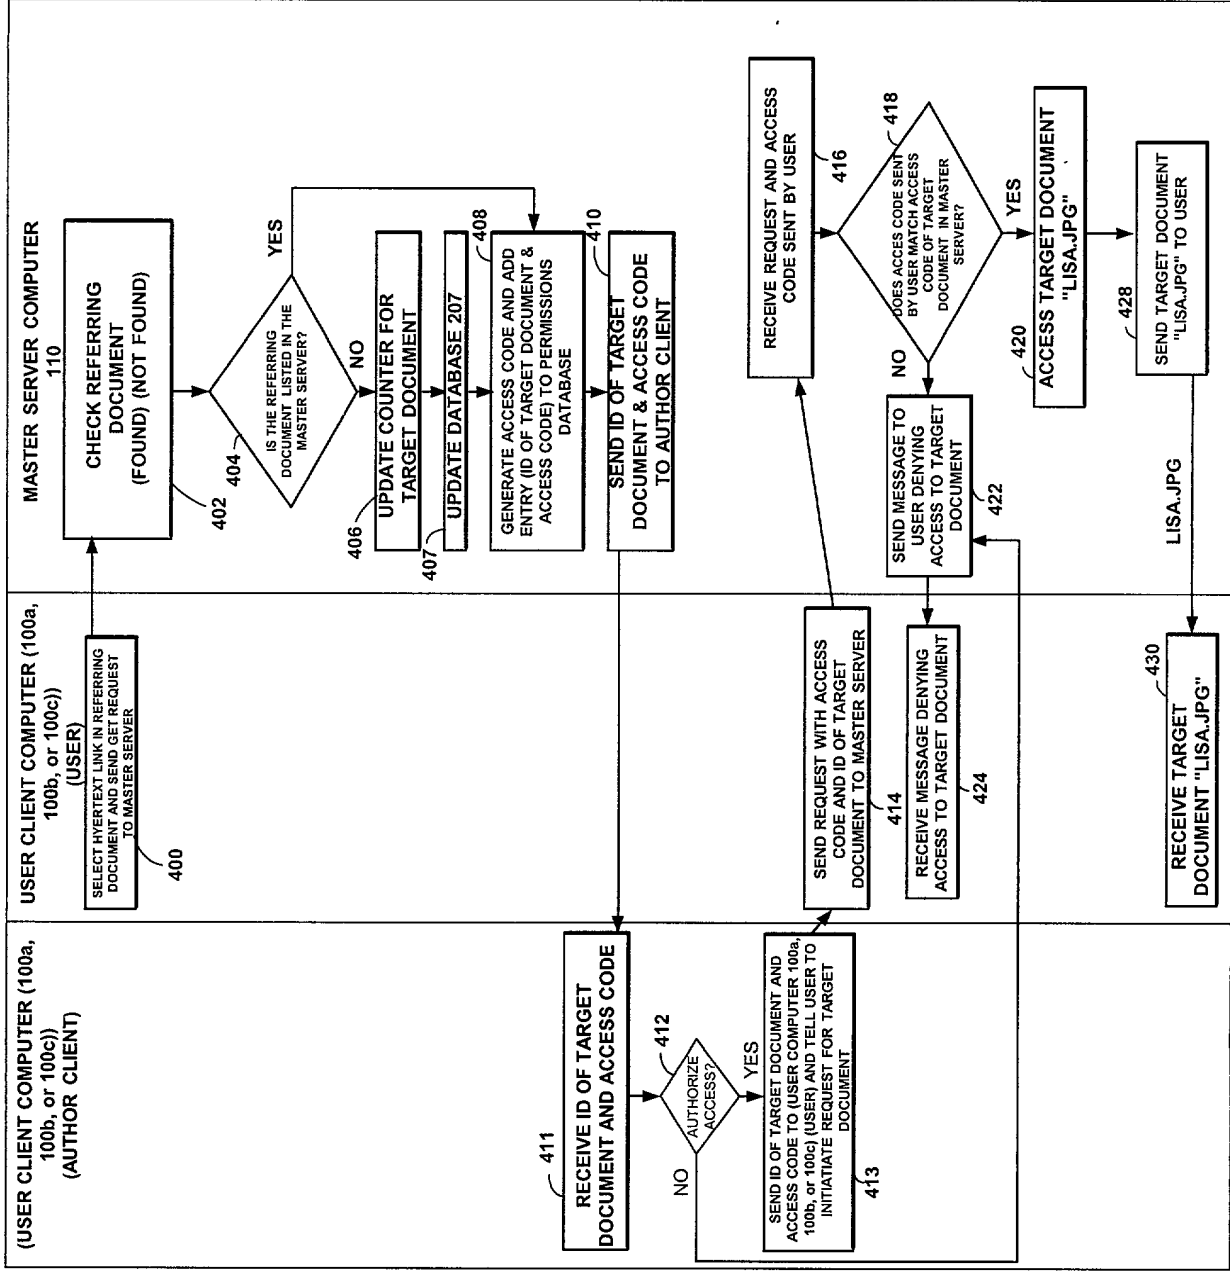 (USER CLIENT COMPUTER (100a,
100b, or 100c))
(AUTHOR CLIENT)
USER CLIENT COMPUTER (100a,
100b, or 100c))
(USER)
MASTER SERVER COMPUTER
110
SELECT HYERTEXT LINK IN REFERRING
DOCUMENT AND SEND GET REQUEST
TO MASTER SERVER
400
CHECK REFERRING
DOCUMENT
(FOUND) (NOT FOUND)
402
IS THE REFERRING
DOCUMENT LISTED IN THE
MASTER SERVER?
404
YES
NO
UPDATE COUNTER FOR
TARGET DOCUMENT
406
UPDATE DATABASE 207
407
GENERATE ACCESS CODE AND ADD
ENTRY (ID OF TARGET DOCUMENT &
ACCESS CODE) TO PERMISSIONS
DATABASE
408
SEND ID OF TARGET
DOCUMENT & ACCESS CODE
TO AUTHOR CLIENT
410
RECEIVE ID OF TARGET
DOCUMENT AND ACCESS CODE
411
AUTHORIZE
ACCESS?
412
NO
YES
SEND ID OF TARGET DOCUMENT AND
ACCESS CODE TO (USER COMPUTER 100a,
100b, or 100c) (USER) AND TELL USER TO
INITIATIATE REQUEST FOR TARGET
DOCUMENT
413
SEND REQUEST WITH ACCESS
CODE AND ID OF TARGET
DOCUMENT TO MASTER SERVER
414
RECEIVE REQUEST AND ACCESS
CODE SENT BY USER
416
DOES ACCES CODE SENT
BY USER MATCH ACCESS
CODE OF TARGET
DOCUMENT IN MASTER
SERVER?
418
NO
YES
SEND MESSAGE TO
USER DENYING
ACCESS TO TARGET
DOCUMENT
422
RECEIVE MESSAGE DENYING
ACCESS TO TARGET DOCUMENT
424
ACCESS TARGET DOCUMENT
"LISA.JPG"
420
SEND TARGET DOCUMENT
"LISA.JPG" TO USER
428
LISA.JPG
RECEIVE TARGET
DOCUMENT "LISA.JPG"
430